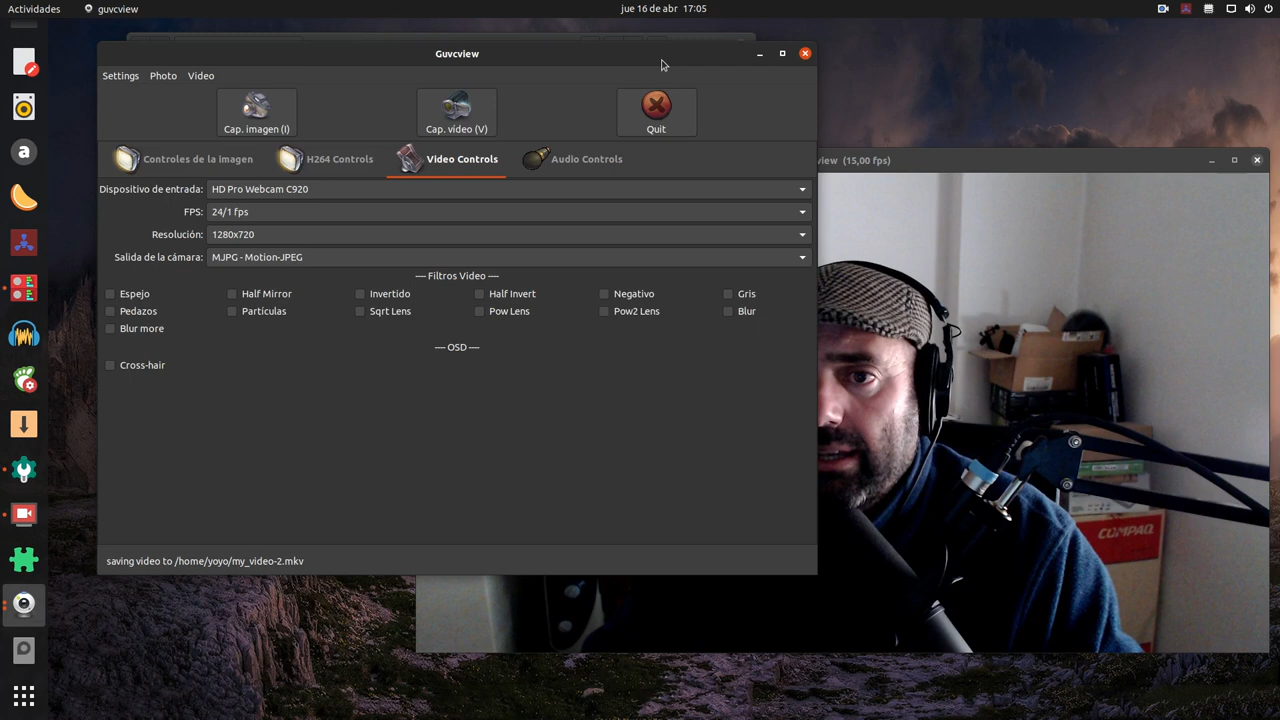 Actividades guvcview jue 16 de abr 17:05
Guvcview
Settings Photo Video
Cap. imagen (I) Cap. vídeo (V) Quit
Controles de la imagen H264 Controls Video Controls Audio Controls
view (15,00 fps)
Dispositivo de entrada: HD Pro Webcam C920
FPS: 24/1 fps
Resolución: 1280x720
Salida de la cámara: MJPG - Motion-JPEG
---- Filtros Video ----
Espejo Half Mirror Invertido Half Invert Negativo Gris
Pedazos Partículas Sqrt Lens Pow Lens Pow2 Lens Blur
Blur more
---- OSD ----
Cross-hair
COMPAQ
saving video to /home/yoyo/my_video-2.mkv